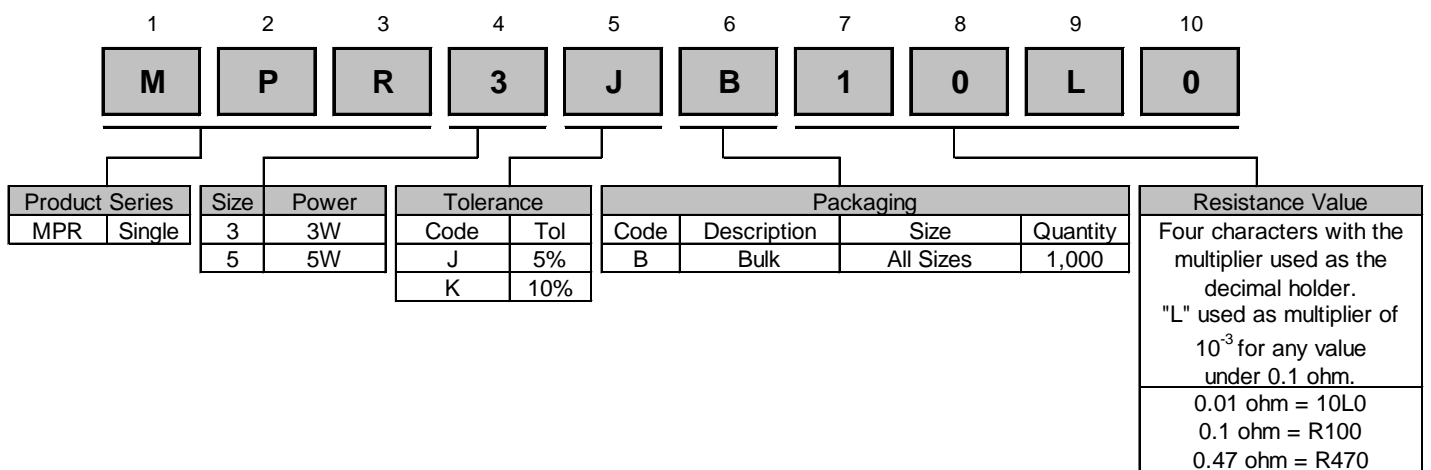 1 2 3 4 5 6 7 8 9 10
M P R 3 J B 1 0 L 0
Product Series
MPR Single
Size Power
3 3W
5 5W
Tolerance
Code Tol
J 5%
K 10%
Packaging
Code Description Size Quantity
B Bulk All Sizes 1,000
Resistance Value
Four characters with the
multiplier used as the
decimal holder.
"L" used as multiplier of
10⁻³ for any value
under 0.1 ohm.
0.01 ohm = 10L0
0.1 ohm = R100
0.47 ohm = R470